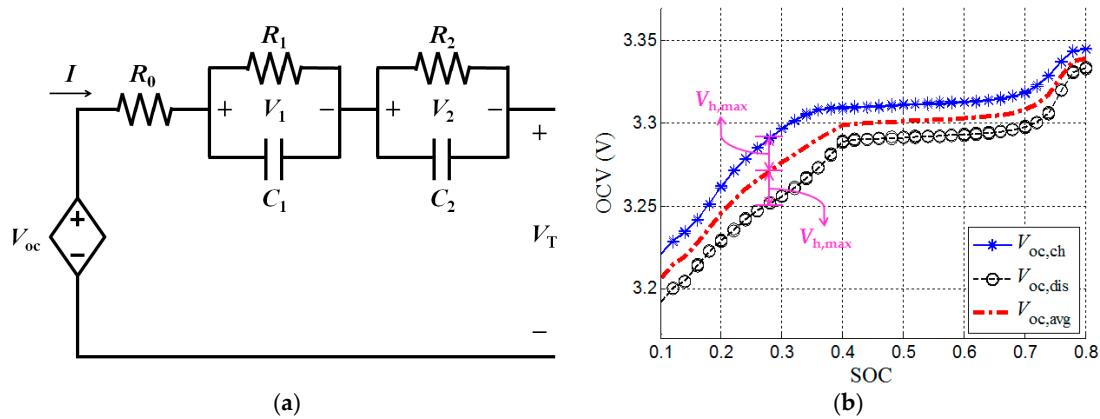 I
R0
R1
+ V1 −
C1
R2
+ V2 −
C2
+
Voc
+
−
VT
−
(a)
OCV (V)
3.35
3.3
3.25
3.2
Vh,max
Vh,max
Voc,ch
Voc,dis
Voc,avg
0.1 0.2 0.3 0.4 0.5 0.6 0.7 0.8
SOC
(b)